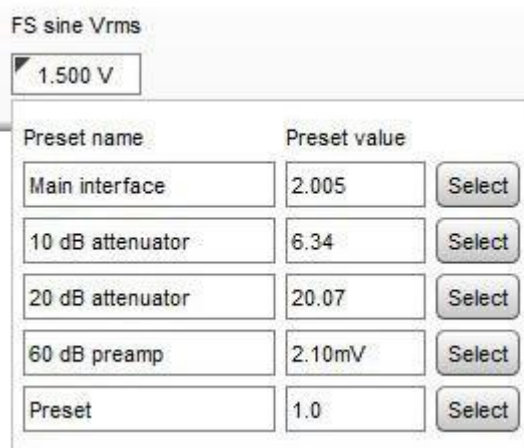 FS sine Vrms
1.500 V
Preset name Preset value
Main interface 2.005 Select
10 dB attenuator 6.34 Select
20 dB attenuator 20.07 Select
60 dB preamp 2.10mV Select
Preset 1.0 Select